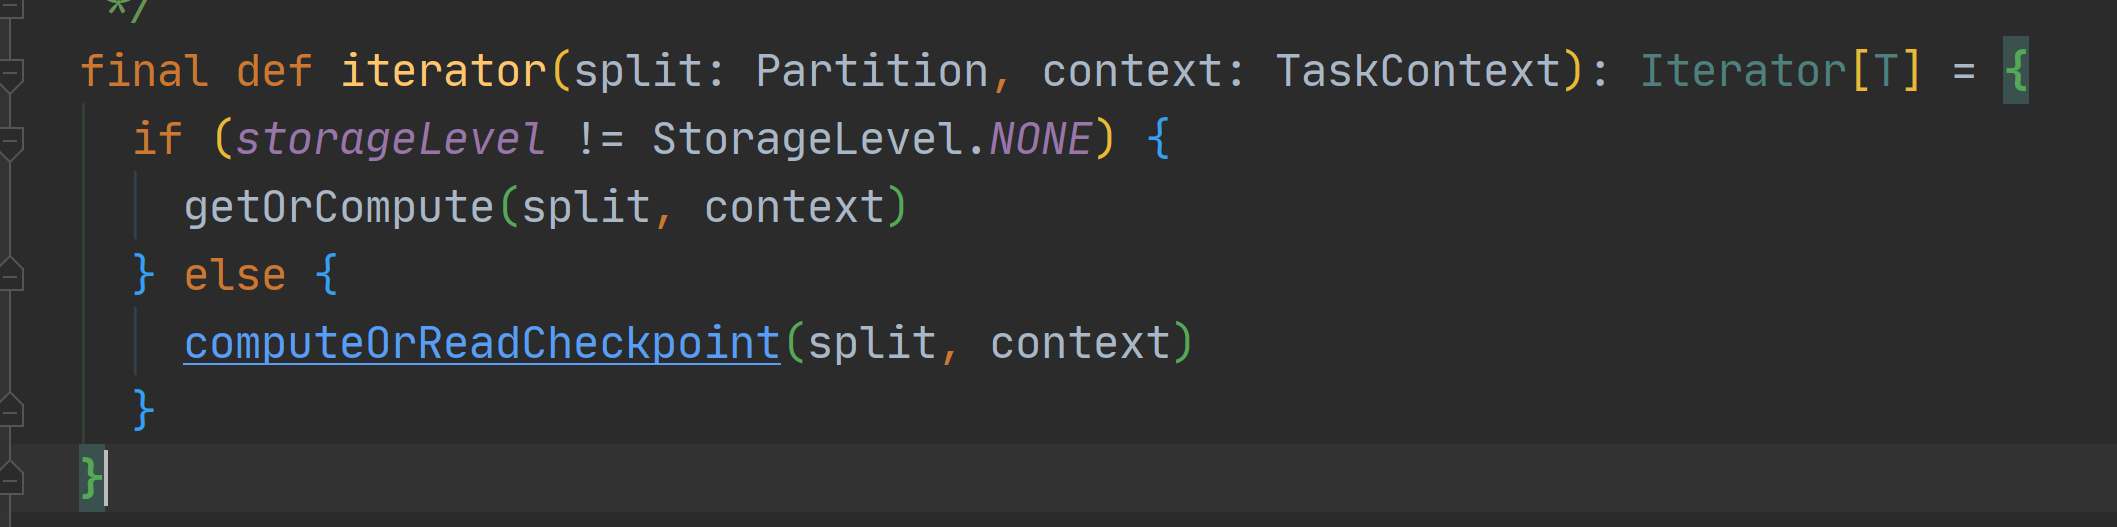 */
final def iterator(split: Partition, context: TaskContext): Iterator[T] = {
if (storageLevel != StorageLevel.NONE) {
getOrCompute(split, context)
} else {
computeOrReadCheckpoint(split, context)
}
}